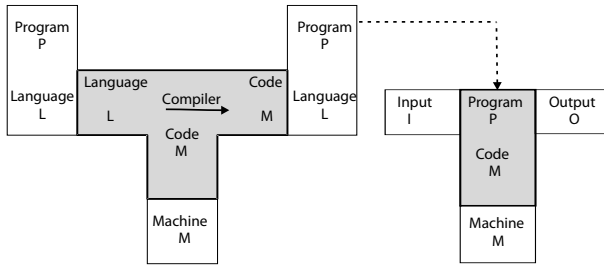 Program
P
Language
L
Language
L
Compiler
Code
M
Code
M
Machine
M
Program
P
Language
L
Input
I
Program
P
Code
M
Output
O
Machine
M